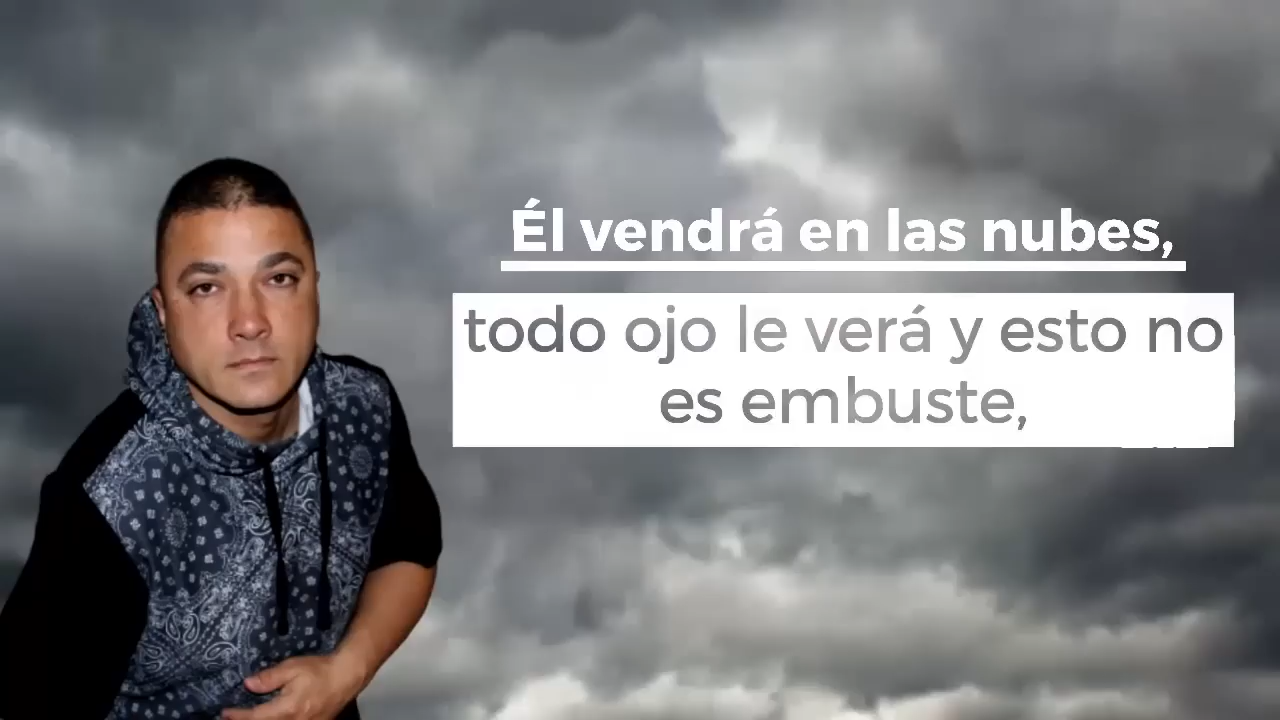 Él vendrá en las nubes,
todo ojo le verá y esto no
es embuste,